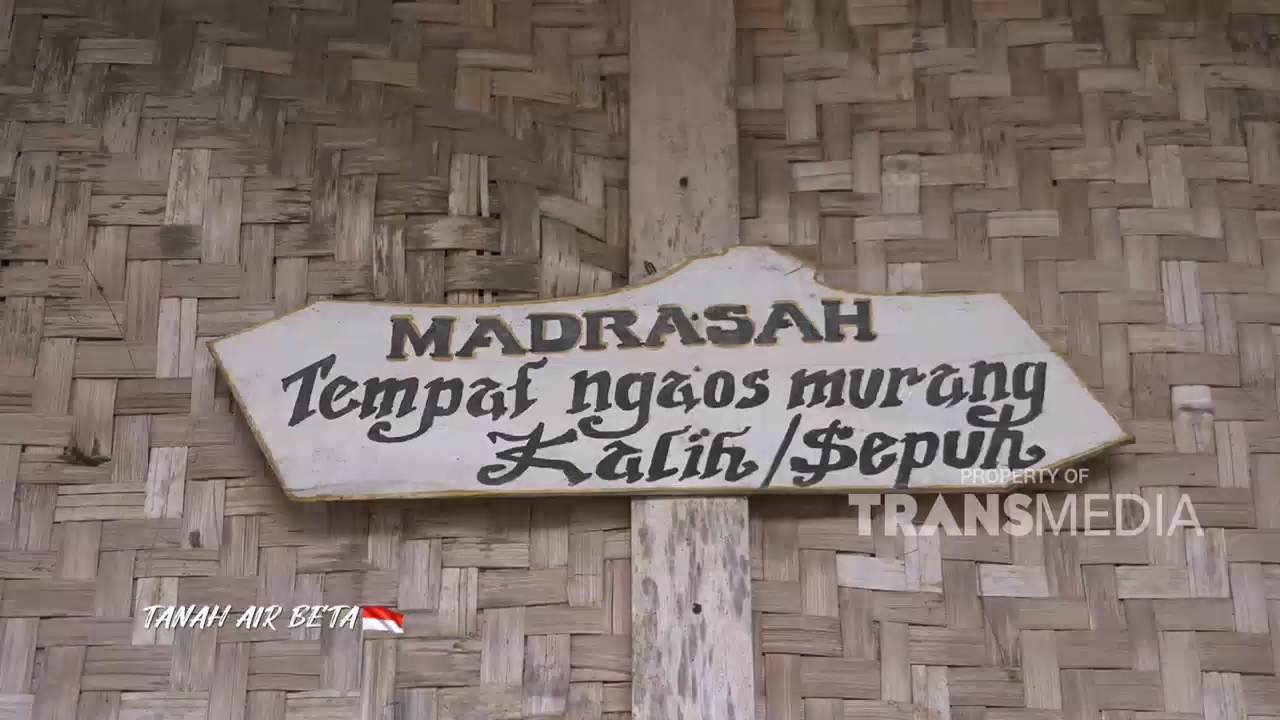 MADRASAH
Tempat ngaos murang
Kalih/Sepuh
PROPERTY OF
TRANSMEDIA
TANAH AIR BETA